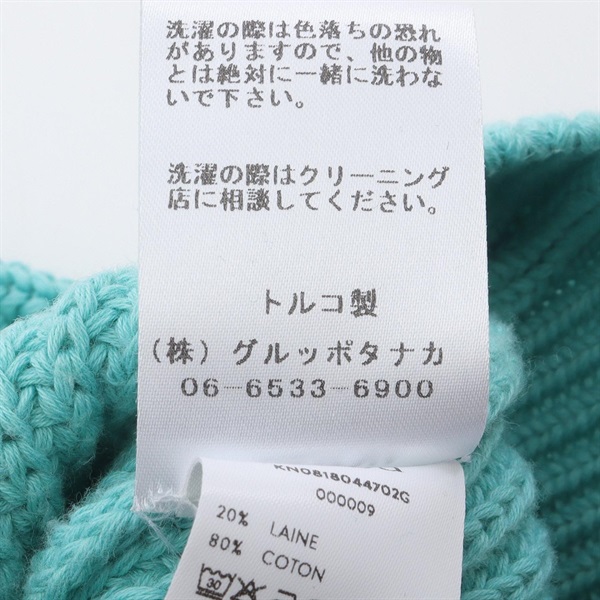 洗濯の際は色落ちの恐れ
がありますので、他の物
とは絶対に一緒に洗わな
いで下さい。
洗濯の際はクリーニング
店に相談してください。
トルコ製
(株)グルッポタナカ
06-6533-6900
KN0818044702G
000009
20% LAINE
80% COTON
30